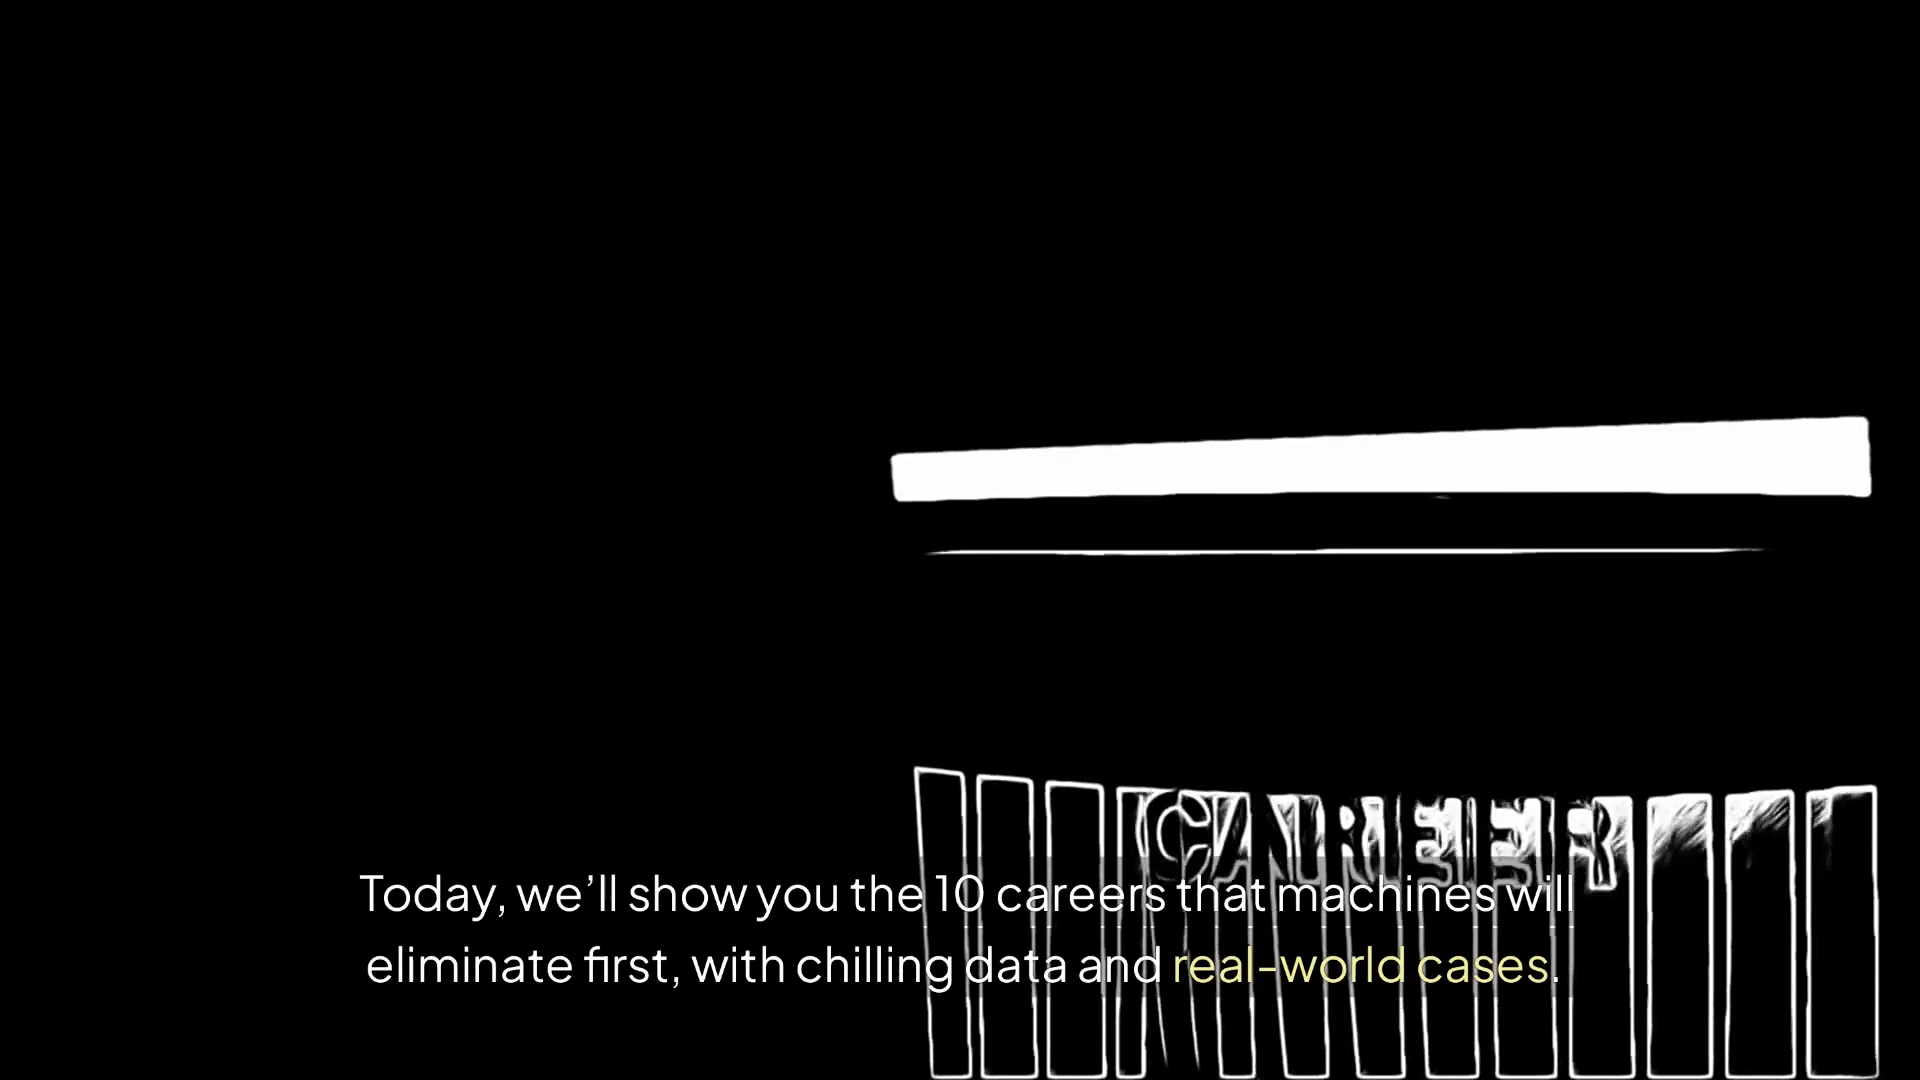 CAREER
Today, we’ll show you the 10 careers that machines will
eliminate first, with chilling data and real-world cases.